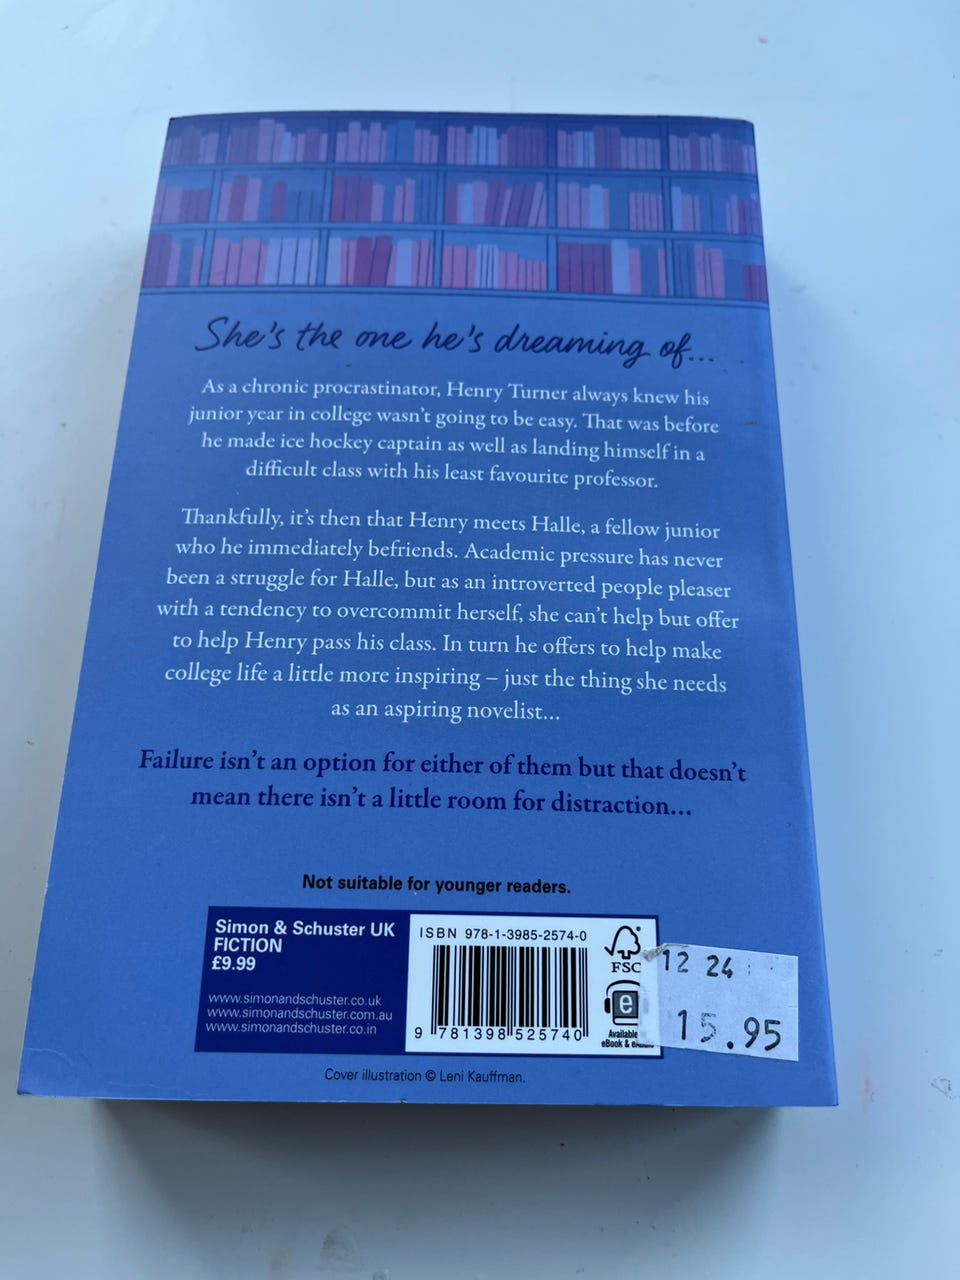 She's the one he's dreaming of...
As a chronic procrastinator, Henry Turner always knew his
junior year in college wasn't going to be easy. That was before
he made ice hockey captain as well as landing himself in a
difficult class with his least favourite professor.
Thankfully, it's then that Henry meets Halle, a fellow junior
who he immediately befriends. Academic pressure has never
been a struggle for Halle, but as an introverted people pleaser
with a tendency to overcommit herself, she can't help but offer
to help Henry pass his class. In turn he offers to help make
college life a little more inspiring – just the thing she needs
as an aspiring novelist...
Failure isn't an option for either of them but that doesn't
mean there isn't a little room for distraction...
Not suitable for younger readers.
Simon & Schuster UK
FICTION
£9.99
www.simonandschuster.co.uk
www.simonandschuster.com.au
www.simonandschuster.co.in
ISBN 978-1-3985-2574-0
9 781398 525740
FSC
e
Available
eBook &
12 24
15.95
Cover illustration © Leni Kauffman.